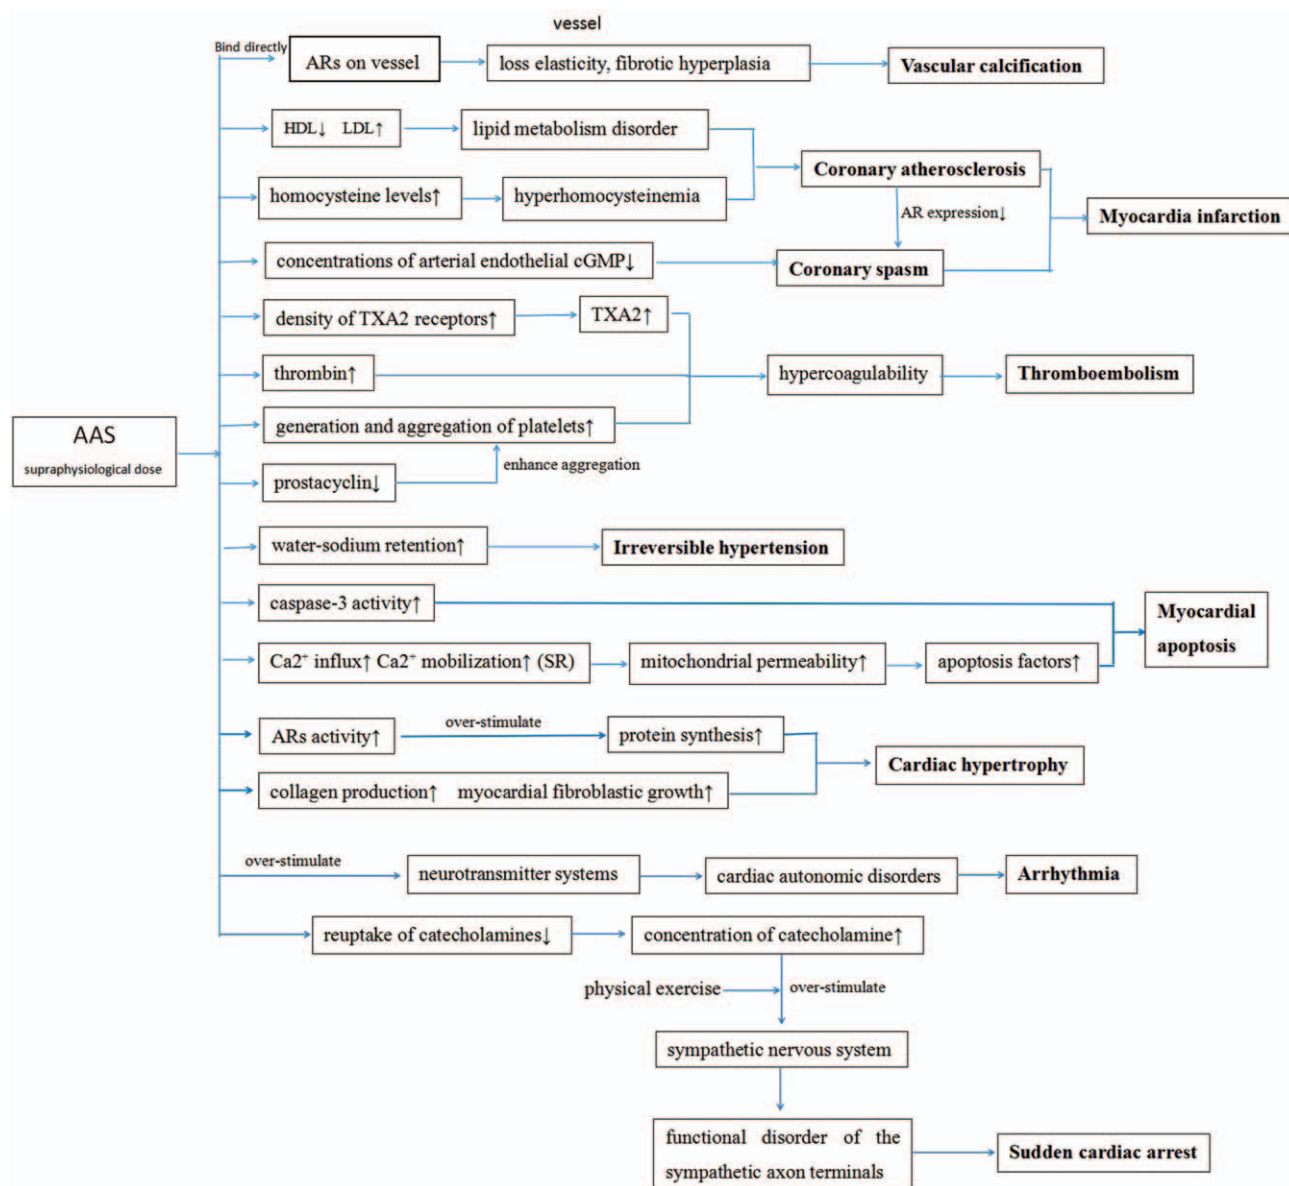 vessel
Bind directly
ARs on vessel
loss elasticity, fibrotic hyperplasia
Vascular calcification
HDL↓ LDL↑
lipid metabolism disorder
Coronary atherosclerosis
homocysteine levels↑
hyperhomocysteinemia
AR expression↓
Myocardia infarction
concentrations of arterial endothelial cGMP↓
Coronary spasm
density of TXA2 receptors↑
TXA2↑
thrombin↑
hypercoagulability
Thromboembolism
generation and aggregation of platelets↑
AAS
supraphysiological dose
enhance aggregation
prostacyclin↓
water-sodium retention↑
Irreversible hypertension
caspase-3 activity↑
Myocardial
apoptosis
Ca2⁺ influx↑ Ca2⁺ mobilization↑ (SR)
mitochondrial permeability↑
apoptosis factors↑
ARs activity↑
over-stimulate
protein synthesis↑
Cardiac hypertrophy
collagen production↑ myocardial fibroblastic growth↑
over-stimulate
neurotransmitter systems
cardiac autonomic disorders
Arrhythmia
reuptake of catecholamines↓
concentration of catecholamine↑
physical exercise
over-stimulate
sympathetic nervous system
functional disorder of the
sympathetic axon terminals
Sudden cardiac arrest